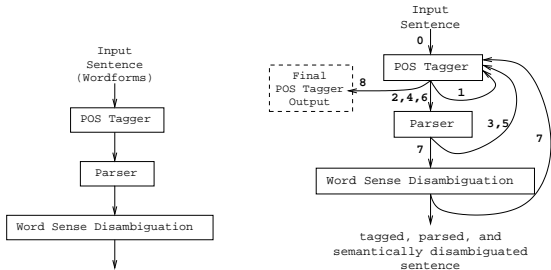 Input
Sentence
(Wordforms)
POS Tagger
Parser
Word Sense Disambiguation
Input
Sentence
0
POS Tagger
Final
POS Tagger
Output
8
2,4,6
1
Parser
3,5
7
7
Word Sense Disambiguation
tagged, parsed, and
semantically disambiguated
sentence